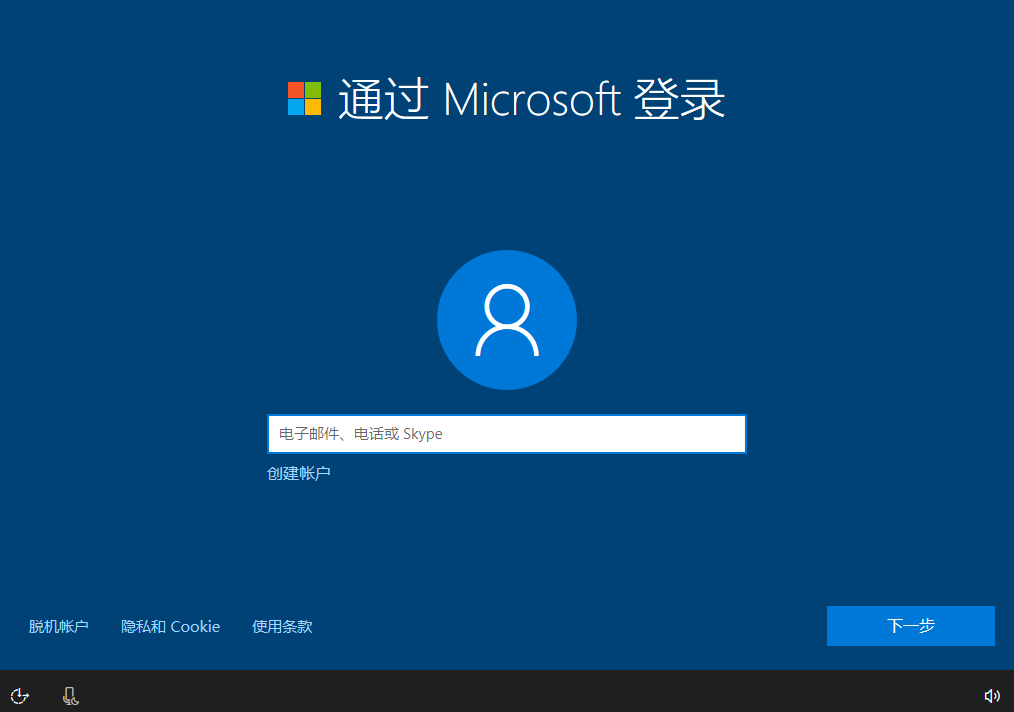 通过 Microsoft 登录
电子邮件、电话或 Skype
创建帐户
脱机帐户
隐私和 Cookie
使用条款
下一步